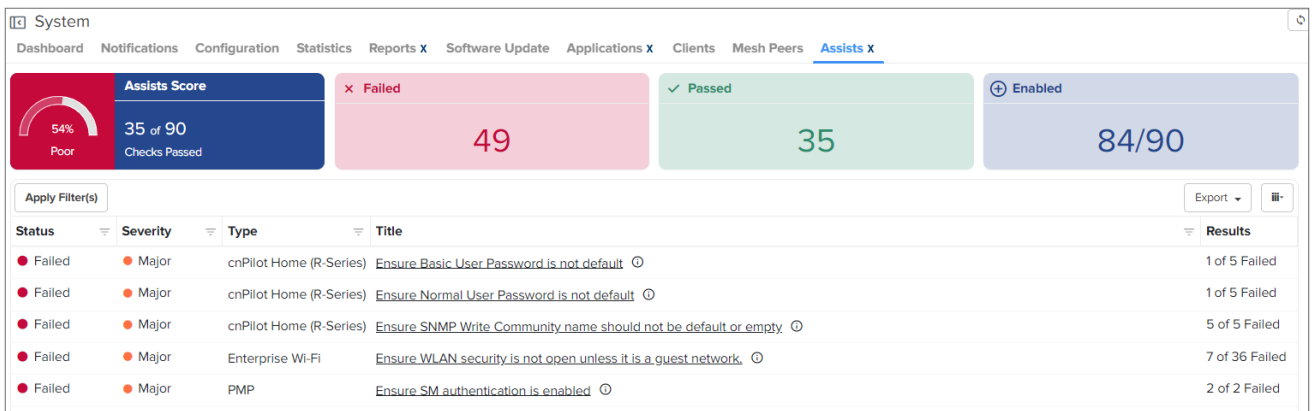 System
Dashboard Notifications Configuration Statistics Reports x Software Update Applications x Clients Mesh Peers Assists x
Assists Score
54%
Poor
35 of 90
Checks Passed
Failed
49
Passed
35
Enabled
84/90
Apply Filter(s)
Export
Status Severity Type Title Results
Failed Major cnPilot Home (R-Series) Ensure Basic User Password is not default 1 of 5 Failed
Failed Major cnPilot Home (R-Series) Ensure Normal User Password is not default 1 of 5 Failed
Failed Major cnPilot Home (R-Series) Ensure SNMP Write Community name should not be default or empty 5 of 5 Failed
Failed Major Enterprise Wi-Fi Ensure WLAN security is not open unless it is a guest network. 7 of 36 Failed
Failed Major PMP Ensure SM authentication is enabled 2 of 2 Failed